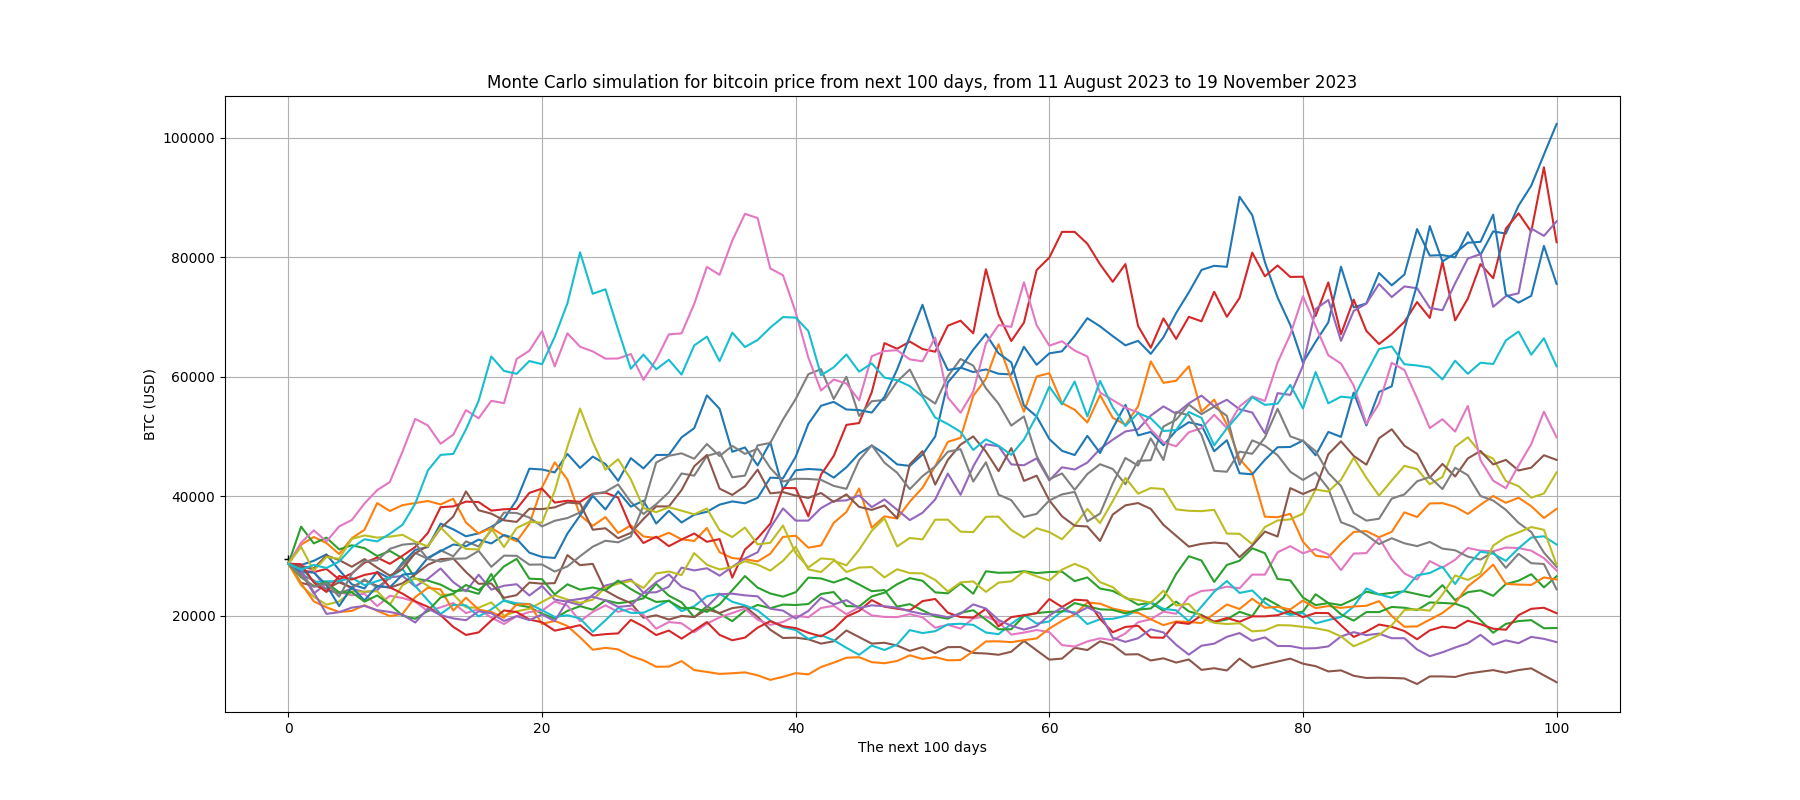 Monte Carlo simulation for bitcoin price from next 100 days, from 11 August 2023 to 19 November 2023
100000
80000
60000
40000
20000
BTC (USD)
0 20 40 60 80 100
The next 100 days